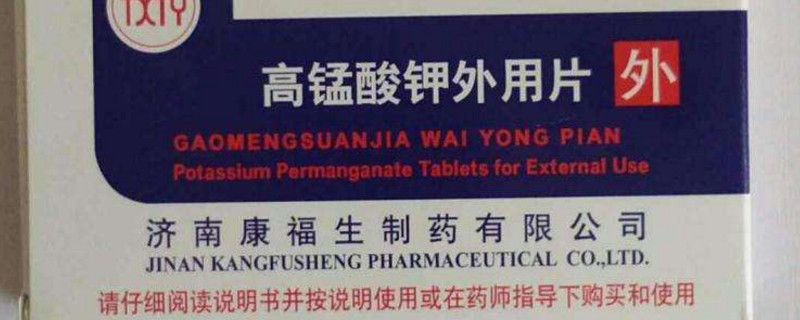 TXTY
高锰酸钾外用片 外
GAOMENGSUANJIA WAI YONG PIAN
Potassium Permanganate Tablets for External Use
济南康福生制药有限公司
JINAN KANGFUSHENG PHARMACEUTICAL CO.,LTD.
请仔细阅读说明书并按说明使用或在药师指导下购买和使用